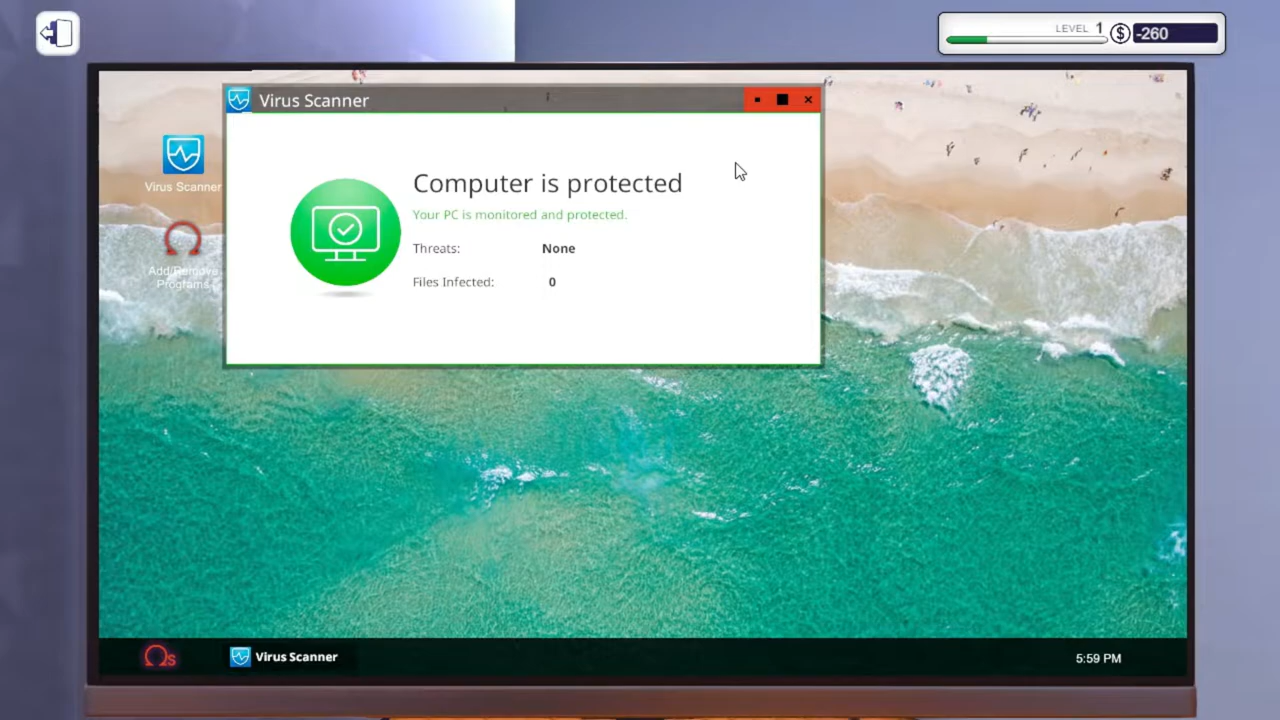 LEVEL 1
-260
Virus Scanner
Virus Scanner
Add/Remove
Programs
Computer is protected
Your PC is monitored and protected.
Threats: None
Files Infected: 0
Virus Scanner
5:59 PM